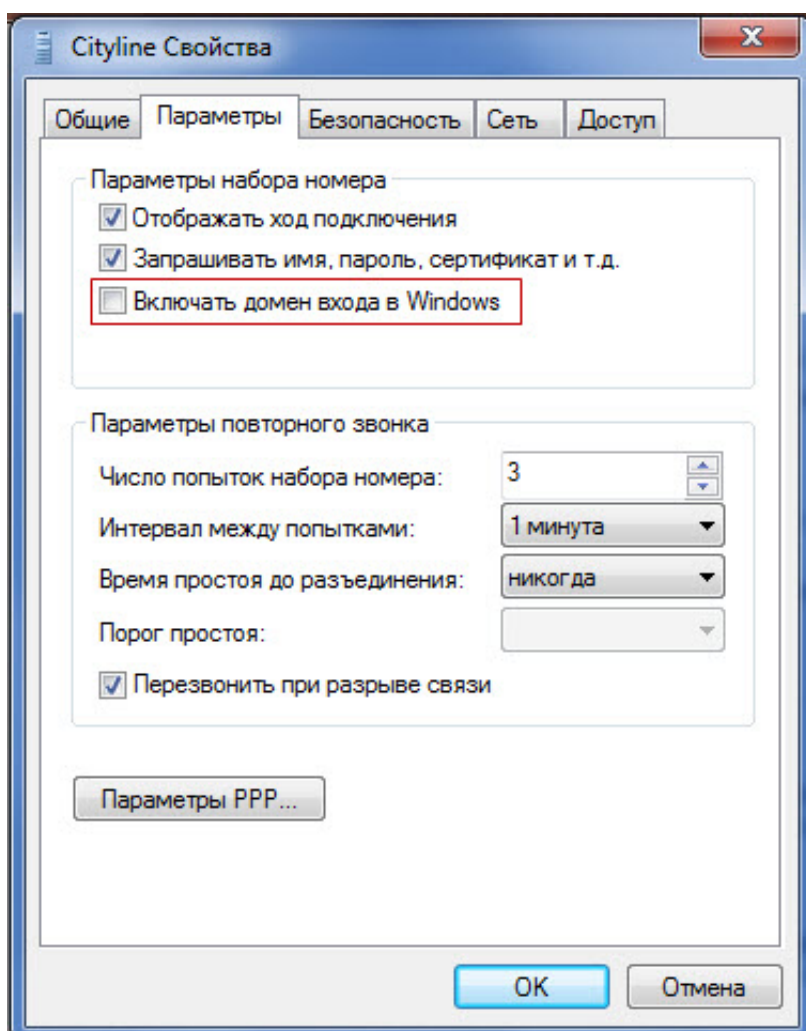 Cityline Свойства
Общие Параметры Безопасность Сеть Доступ
Параметры набора номера
Отображать ход подключения
Запрашивать имя, пароль, сертификат и т.д.
Включать домен входа в Windows
Параметры повторного звонка
Число попыток набора номера: 3
Интервал между попытками: 1 минута
Время простоя до разъединения: никогда
Порог простоя:
Перезвонить при разрыве связи
Параметры PPP...
OK Отмена